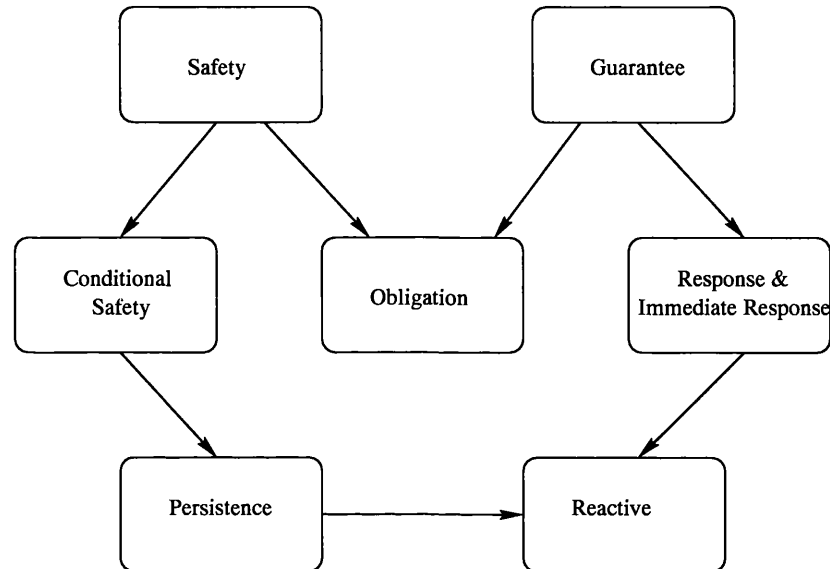 Safety
Guarantee
Conditional
Safety
Obligation
Response &
Immediate Response
Persistence
Reactive